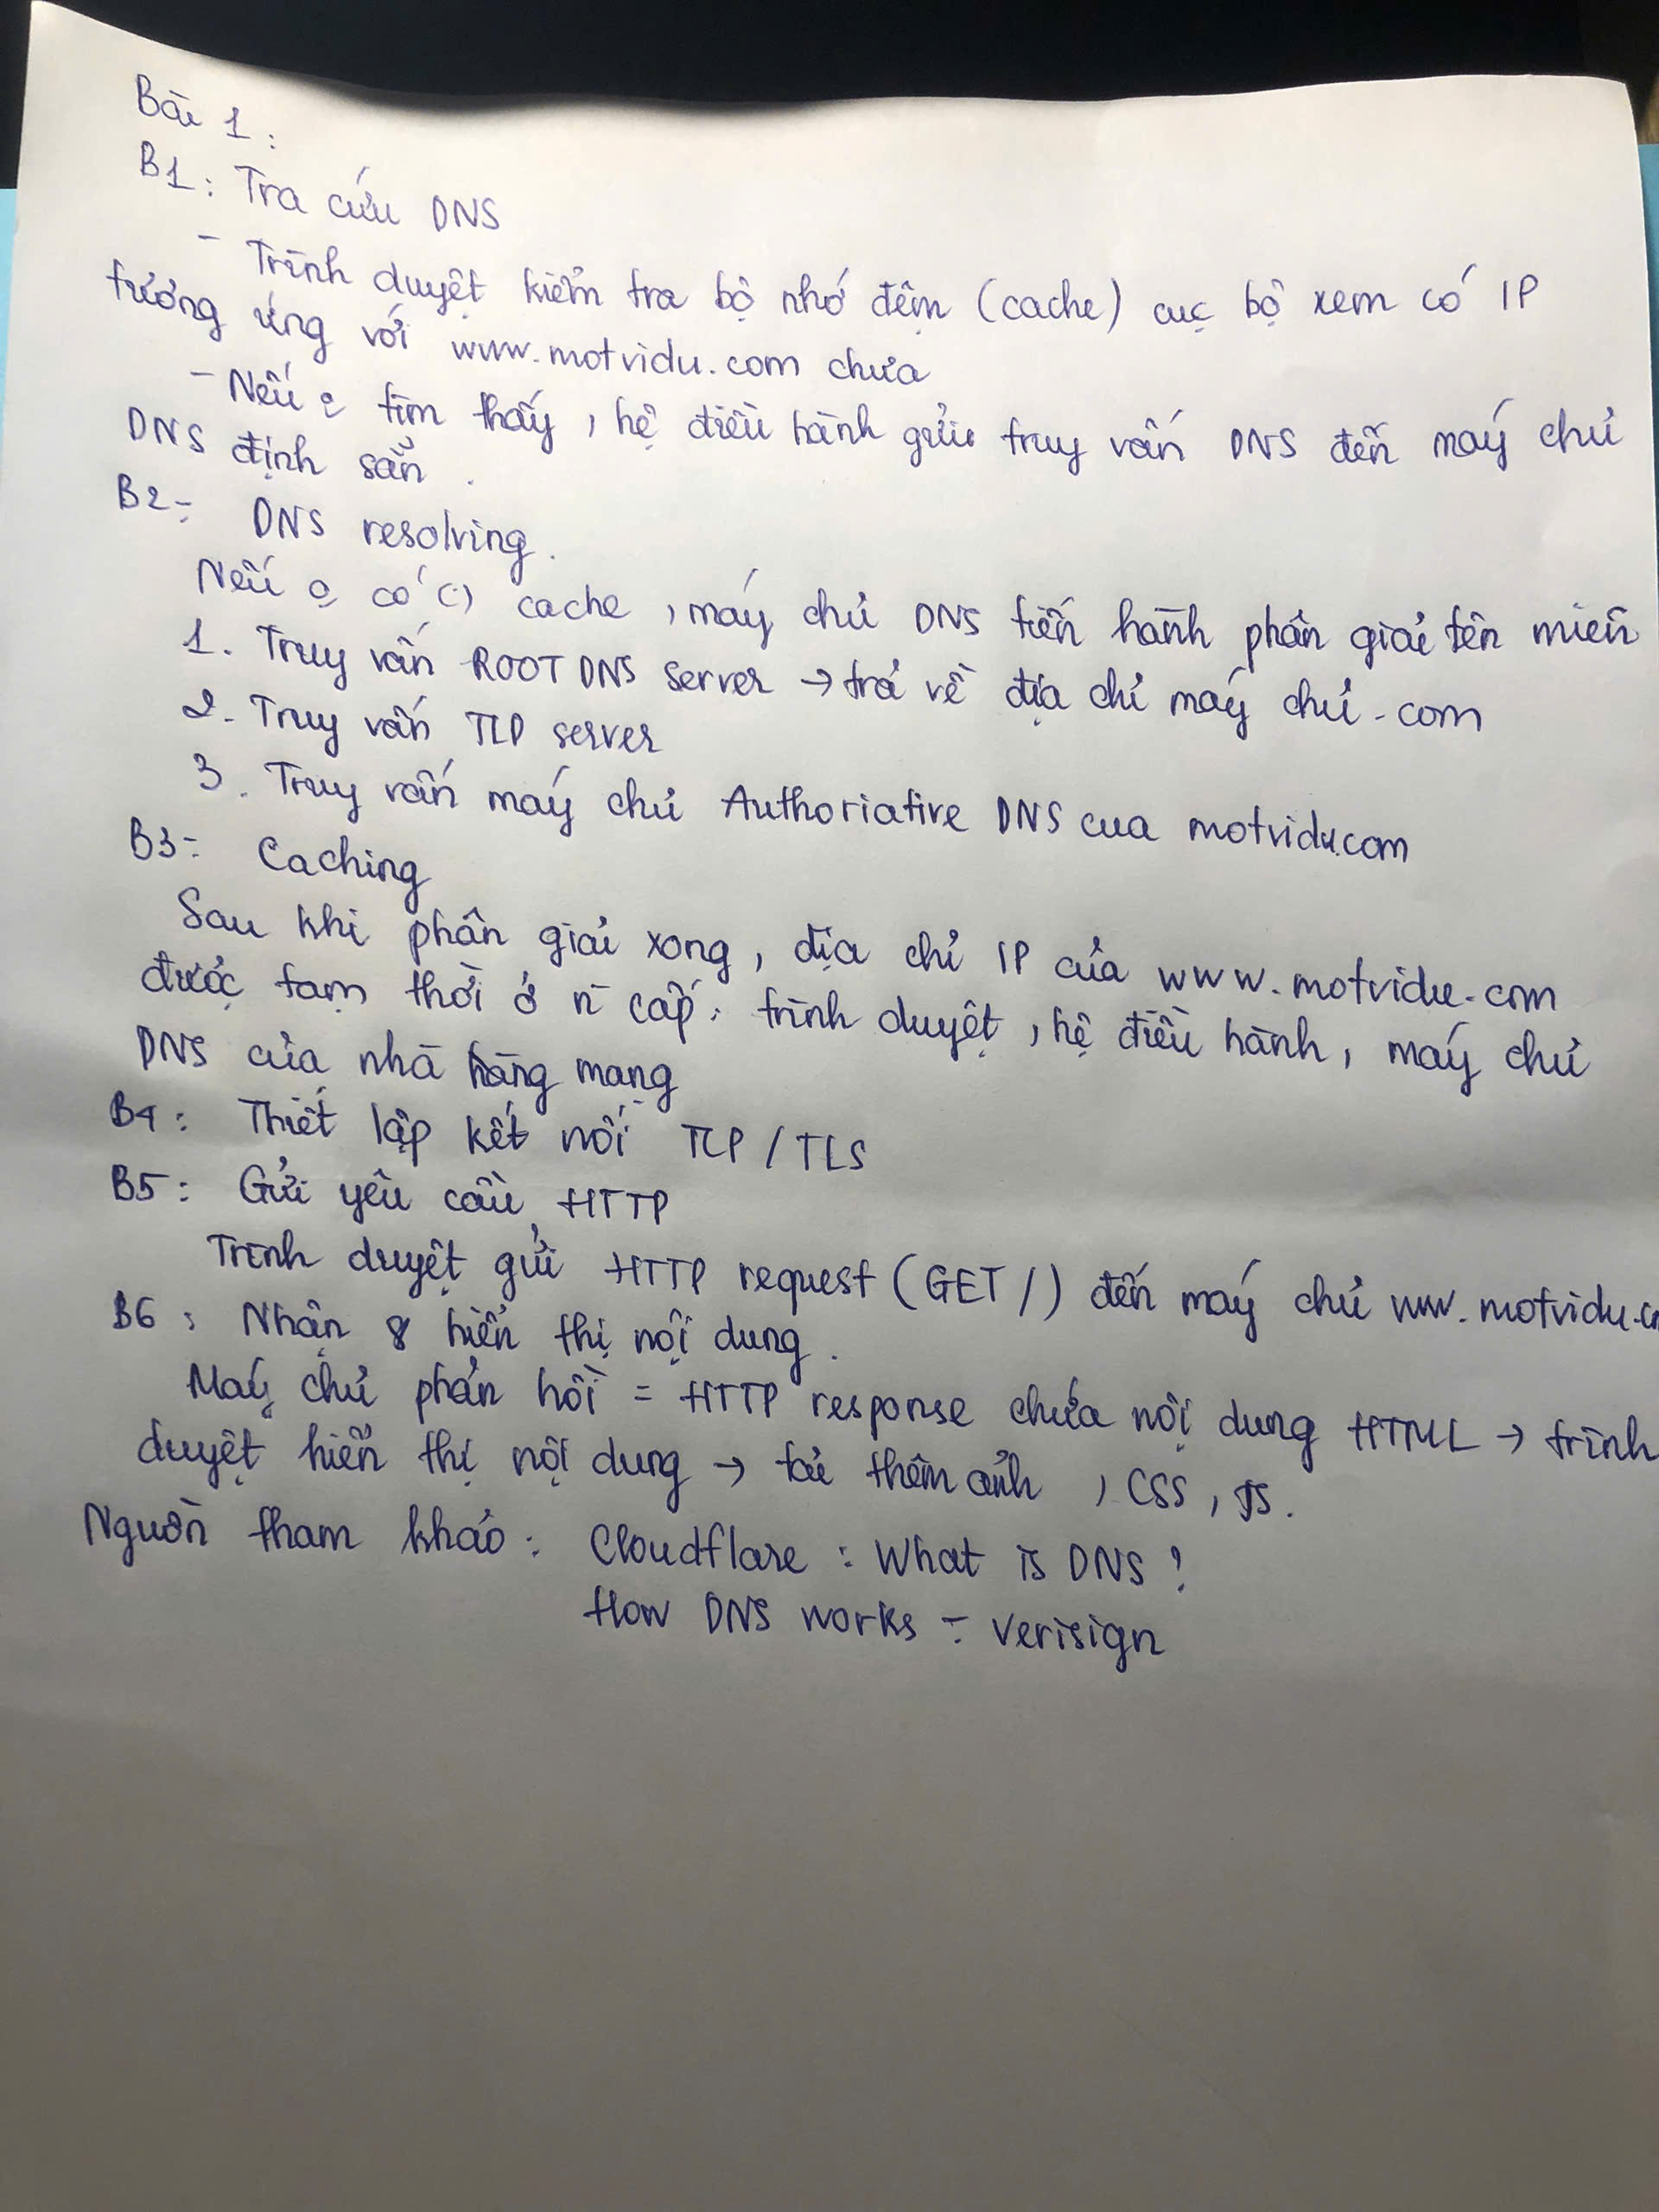 Bài 1:
B1: Tra cứu DNS
- Trình duyệt kiểm tra bộ nhớ đệm (cache) cục bộ xem có IP
tương ứng với www.motvidu.com chưa
- Nếu tìm thấy, hệ điều hành gửi truy vấn DNS đến máy chủ
DNS định sẵn.
B2: DNS resolving.
Nếu có cache, máy chủ DNS tiến hành phân giải tên miền
1. Truy vấn ROOT DNS server → trả về địa chỉ máy chủ .com
2. Truy vấn TLD server
3. Truy vấn máy chủ Authoriative DNS cua motvidu.com
B3: Caching
Sau khi phân giải xong, địa chỉ IP của www.motvidu.com
được tạm thời ở n cấp: trình duyệt, hệ điều hành, máy chủ
DNS của nhà mạng
B4: Thiết lập kết nối TCP / TLS
B5: Gửi yêu cầu HTTP
Trình duyệt gửi HTTP request (GET /) đến máy chủ www.motvidu.
B6: Nhận & hiển thị nội dung.
Máy chủ phản hồi = HTTP response chứa nội dung HTML → trình
duyệt hiển thị nội dung → tải thêm ảnh, CSS, JS.
Nguồn tham khảo: Cloudflare: What is DNS?
How DNS works - Verisign